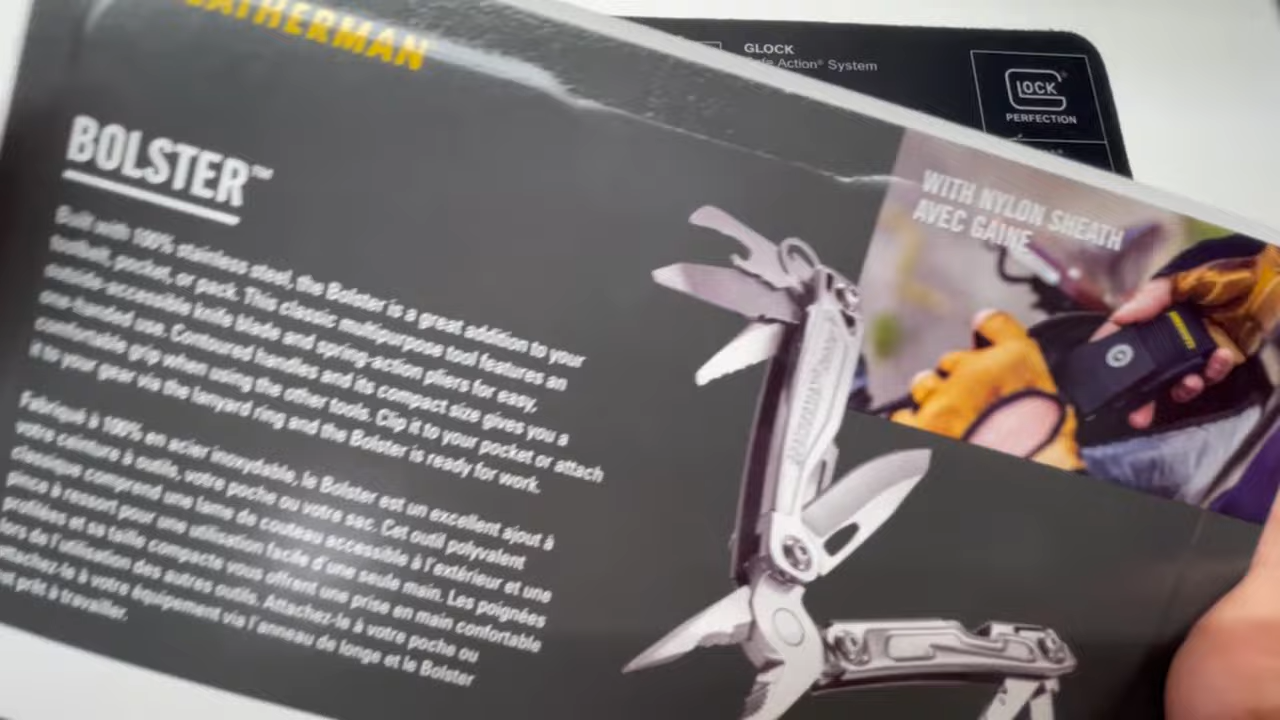 LEATHERMAN
GLOCK
Safe Action® System
GLOCK®
PERFECTION
BOLSTER™
WITH NYLON SHEATH
AVEC GAINE
Built with 100% stainless steel, the Bolster is a great addition to your
toolbelt, pocket, or pack. This classic multipurpose tool features an
outside-accessible knife blade and spring-action pliers for easy,
one-handed use. Contoured handles and its compact size gives you a
comfortable grip when using the other tools. Clip it to your pocket or attach
it to your gear via the lanyard ring and the Bolster is ready for work.
Fabriqué à 100% en acier inoxydable, le Bolster est un excellent ajout à
votre ceinture à outils, votre poche ou votre sac. Cet outil polyvalent
classique comprend une lame de couteau accessible à l'extérieur et une
pince à ressort pour une utilisation facile d'une seule main. Les poignées
profilées et sa taille compacte vous offrent une prise en main confortable
lors de l'utilisation des autres outils. Attachez-le à votre poche ou
attachez-le à votre équipement via l'anneau de longe et le Bolster
est prêt à travailler.